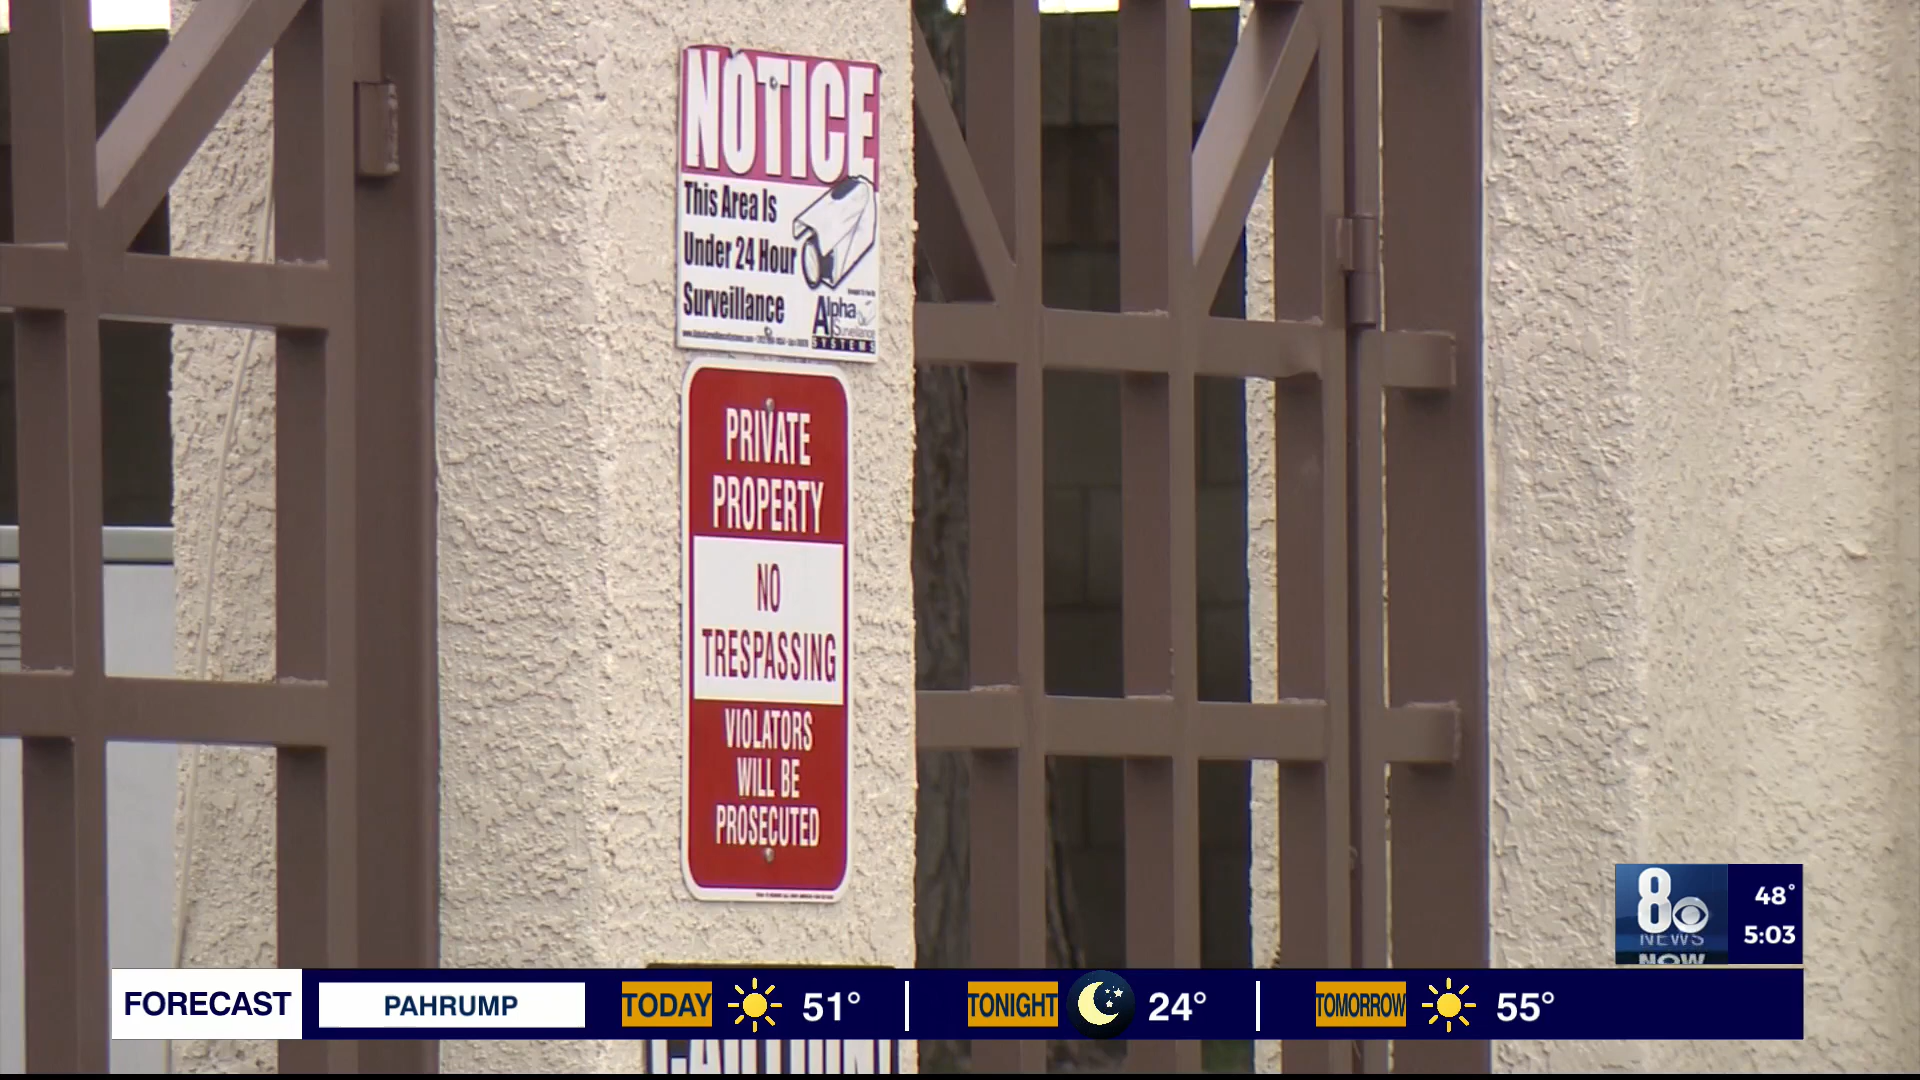 NOTICE
This Area Is
Under 24 Hour
Surveillance
Alpha
Surveillance
SYSTEMS
PRIVATE
PROPERTY
NO
TRESPASSING
VIOLATORS
WILL BE
PROSECUTED
8
NEWS
NOW
48°
5:03
FORECAST
PAHRUMP
TODAY
51°
TONIGHT
24°
TOMORROW
55°
CAUTION!